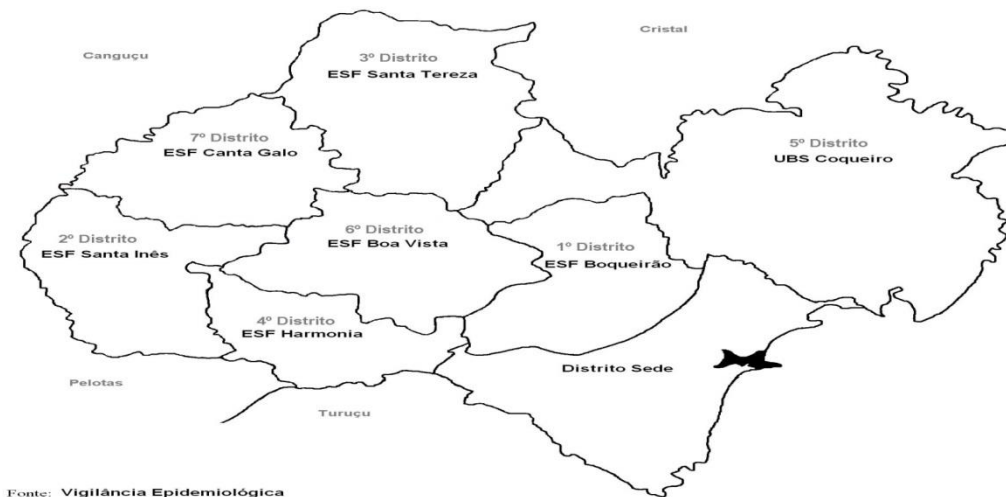 Cristal
3º Distrito
ESF Santa Tereza
Canguçu
7º Distrito
ESF Canta Galo
5º Distrito
UBS Coqueiro
6º Distrito
ESF Boa Vista
2º Distrito
ESF Santa Inês
1º Distrito
ESF Boqueirão
4º Distrito
ESF Harmonia
Distrito Sede
Pelotas
Turuçu
Fonte: Vigilância Epidemiológica